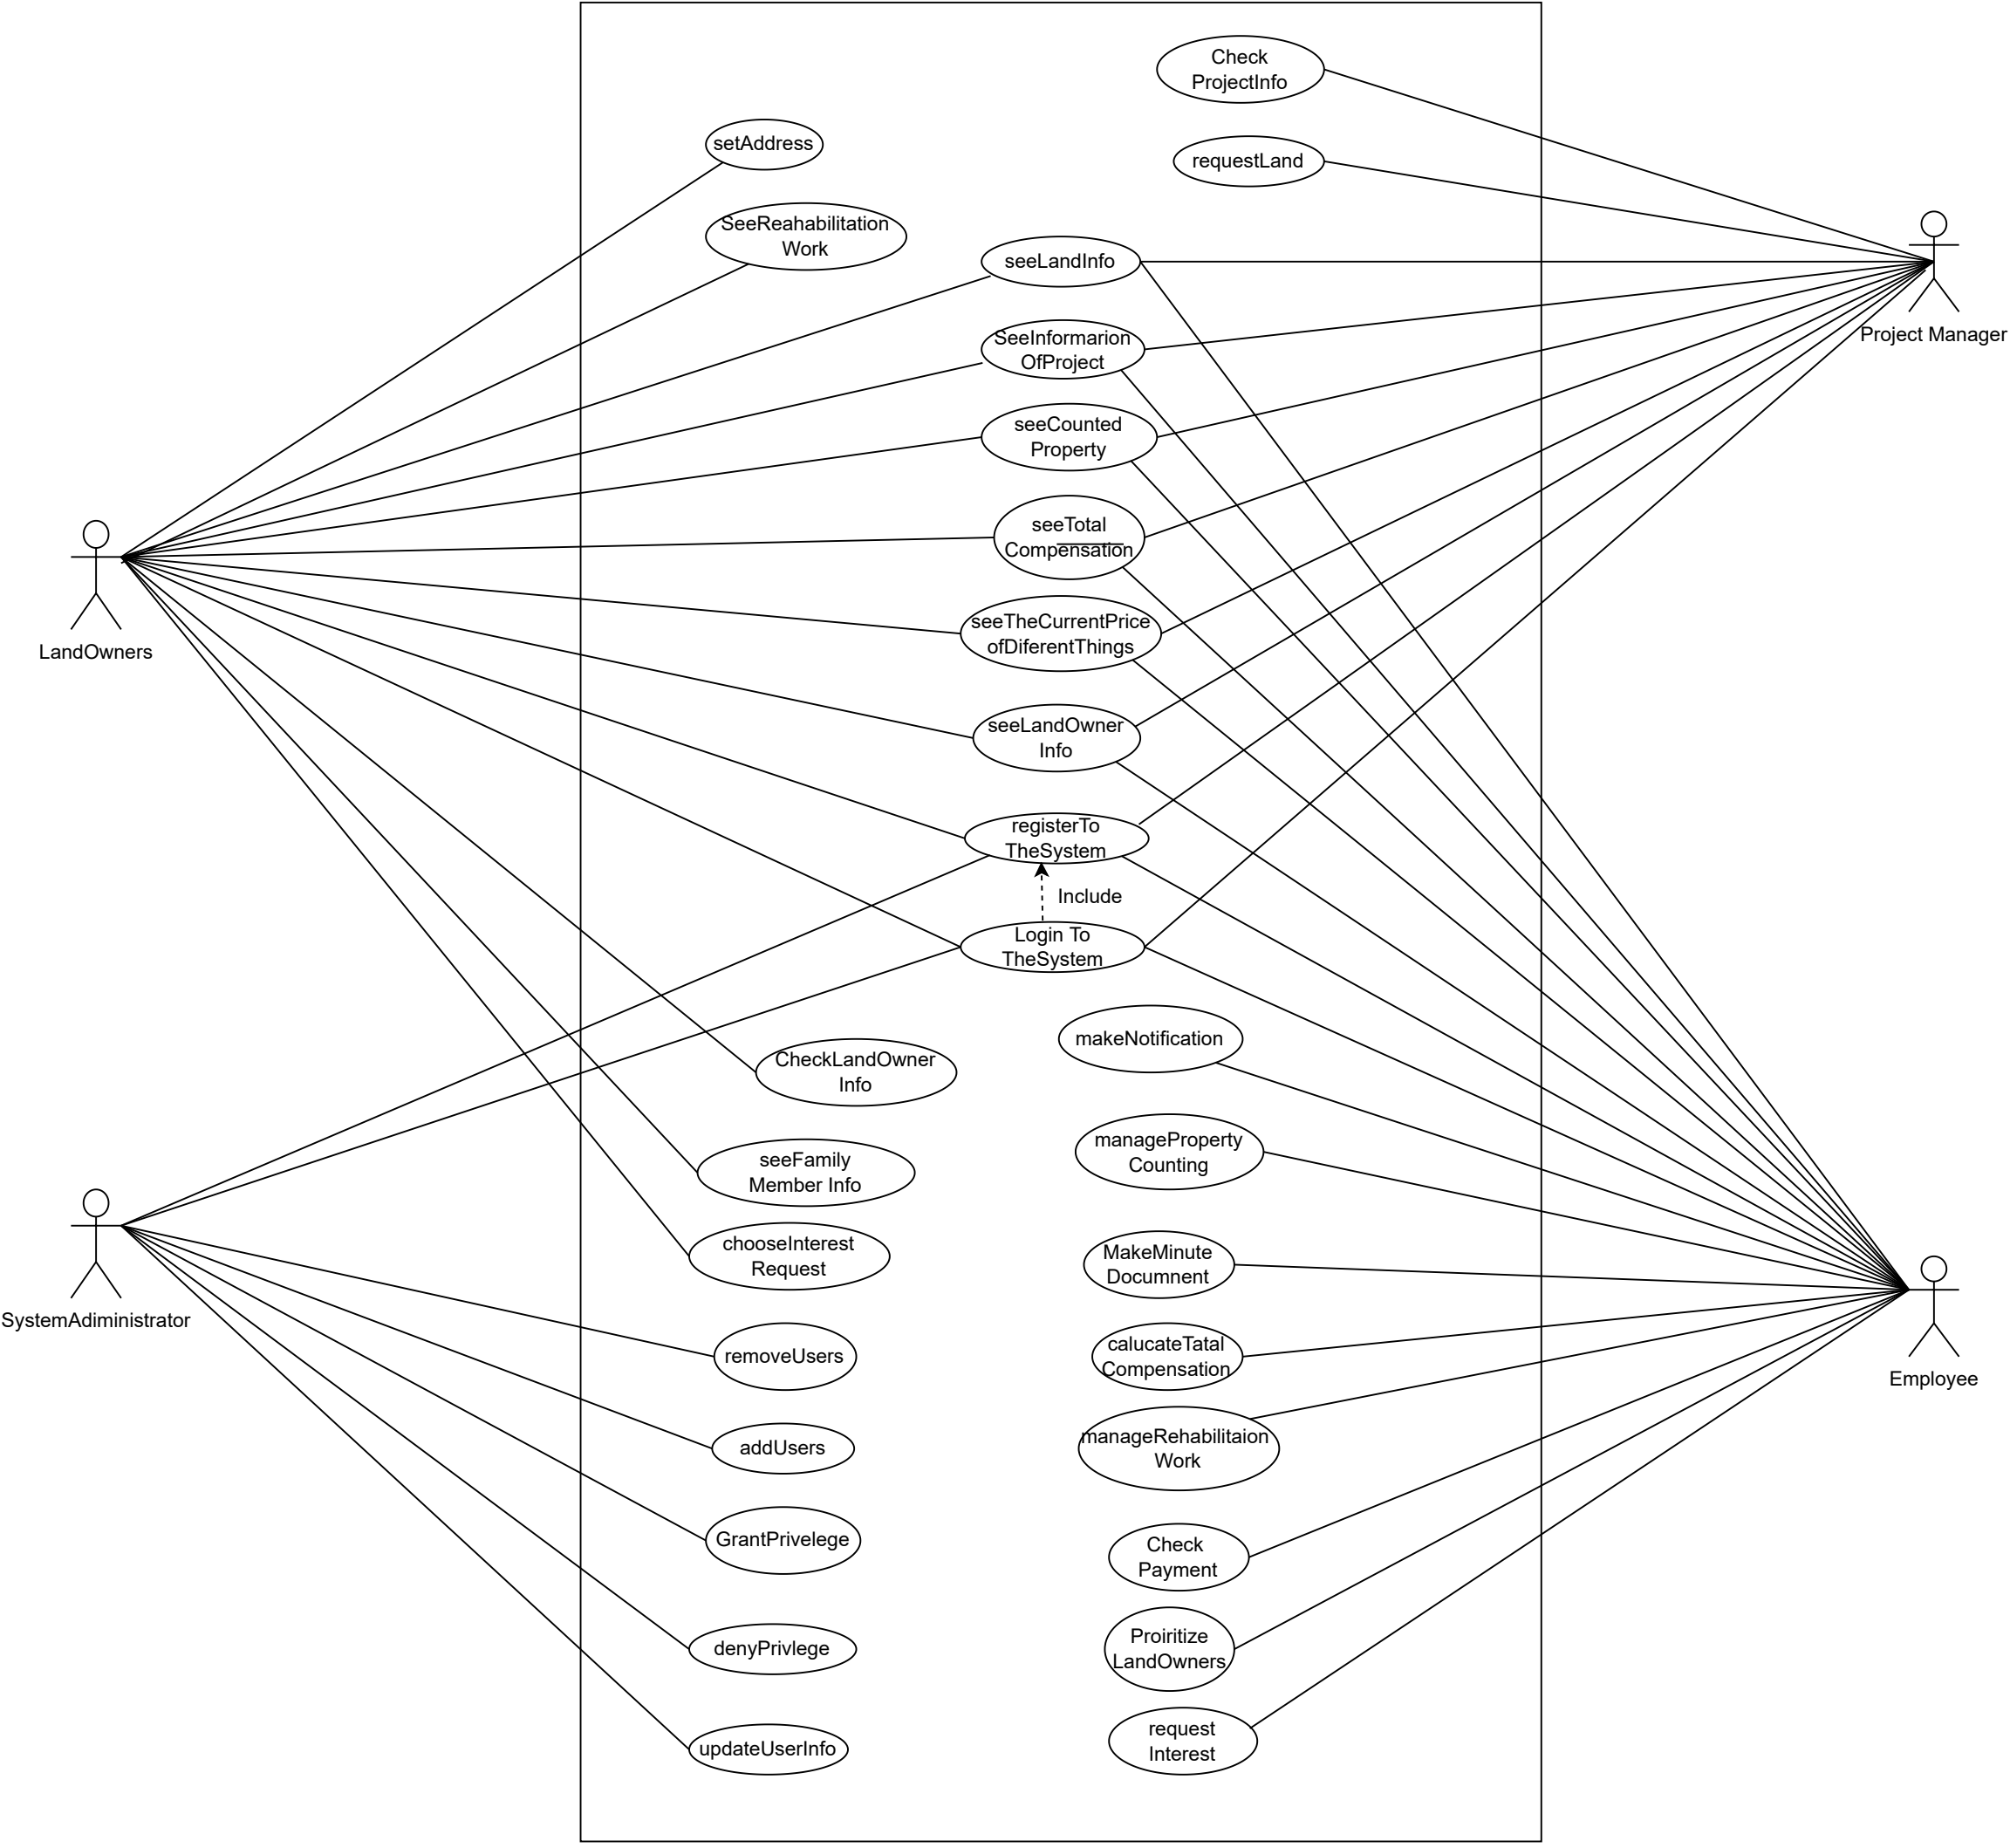 Check
ProjectInfo
setAddress
requestLand
SeeReahabilitation
Work
seeLandInfo
Project Manager
SeeInformarion
OfProject
seeCounted
Property
seeTotal
Compensation
LandOwners
seeTheCurrentPrice
ofDiferentThings
seeLandOwner
Info
registerTo
TheSystem
Include
Login To
TheSystem
makeNotification
CheckLandOwner
Info
manageProperty
Counting
seeFamily
Member Info
chooseInterest
Request
MakeMinute
Documnent
SystemAdiministrator
removeUsers
calucateTatal
Compensation
Employee
addUsers
manageRehabilitaion
Work
GrantPrivelege
Check
Payment
denyPrivlege
Proiritize
LandOwners
updateUserInfo
request
Interest